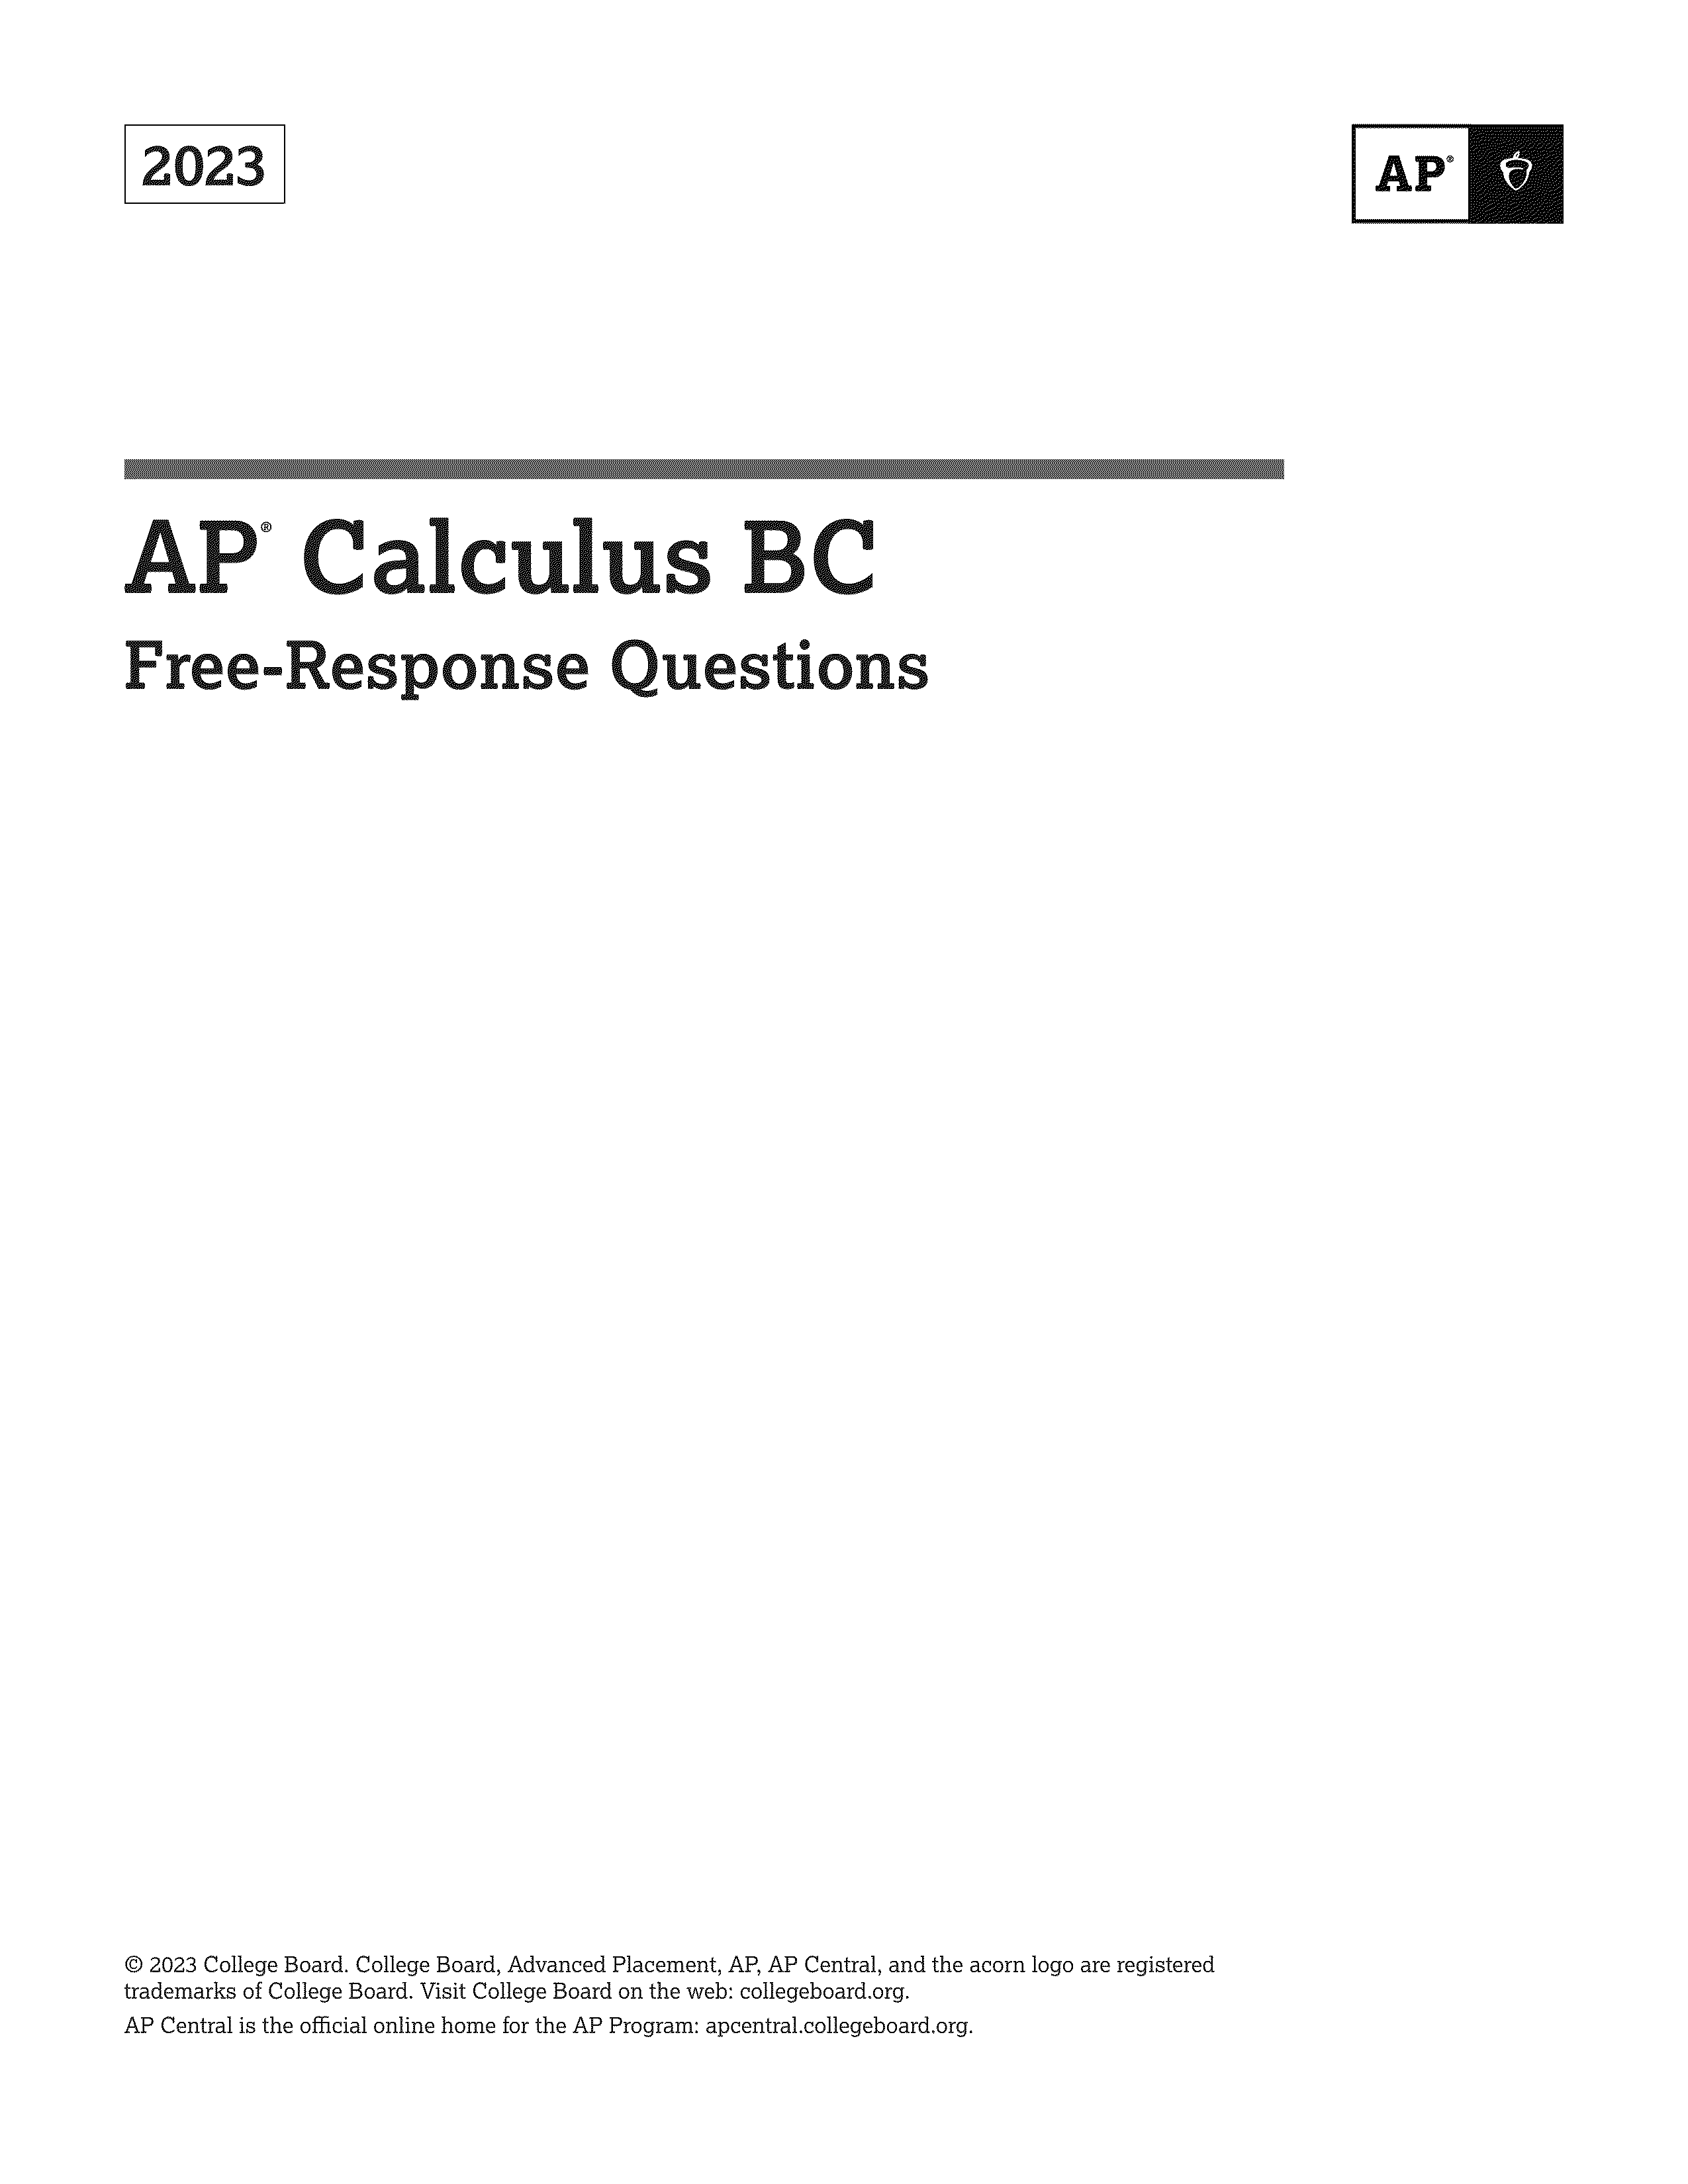 2023
AP®
AP® Calculus BC
Free-Response Questions
© 2023 College Board. College Board, Advanced Placement, AP, AP Central, and the acorn logo are registered
trademarks of College Board. Visit College Board on the web: collegeboard.org.
AP Central is the official online home for the AP Program: apcentral.collegeboard.org.